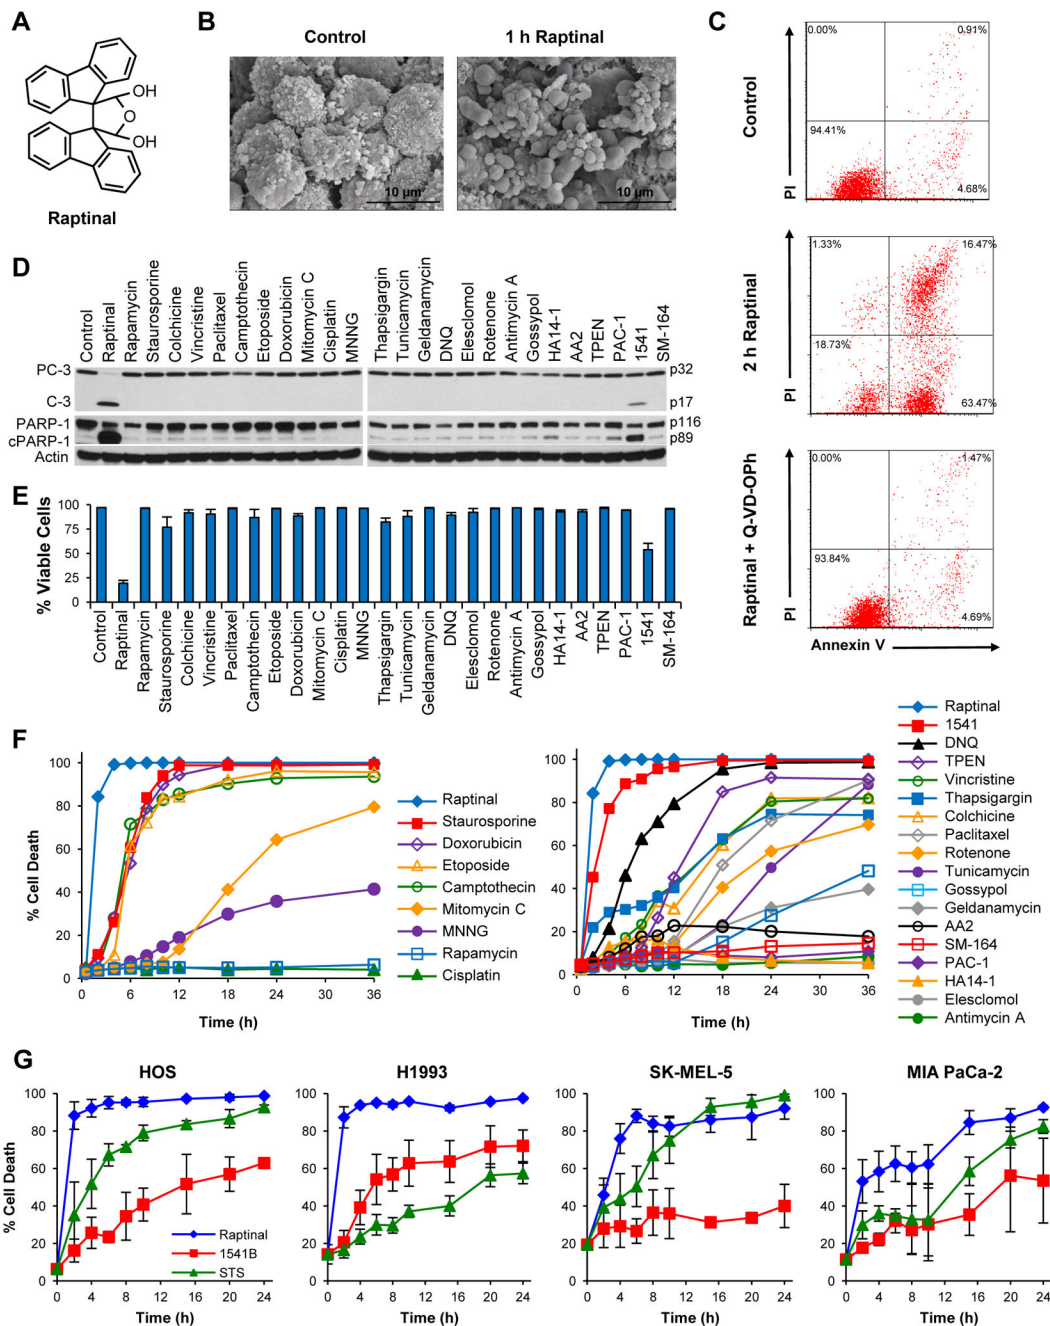 A
OH
O
OH
Raptinal
B
Control
1 h Raptinal
10 μm
10 μm
C
Control
PI
0.00%
0.91%
94.41%
4.68%
2 h Raptinal
PI
1.33%
16.47%
18.73%
63.47%
Raptinal + Q-VD-OPh
PI
0.00%
1.47%
93.84%
4.69%
Annexin V
D
Control
Raptinal
Rapamycin
Staurosporine
Colchicine
Vincristine
Paclitaxel
Camptothecin
Etoposide
Doxorubicin
Mitomycin C
Cisplatin
MNNG
Thapsigargin
Tunicamycin
Geldanamycin
DNQ
Elesclomol
Rotenone
Antimycin A
Gossypol
HA14-1
AA2
TPEN
PAC-1
1541
SM-164
PC-3
p32
C-3
p17
PARP-1
p116
cPARP-1
p89
Actin
E
% Viable Cells
100
75
50
25
0
Control
Raptinal
Rapamycin
Staurosporine
Colchicine
Vincristine
Paclitaxel
Camptothecin
Etoposide
Doxorubicin
Mitomycin C
Cisplatin
MNNG
Thapsigargin
Tunicamycin
Geldanamycin
DNQ
Elesclomol
Rotenone
Antimycin A
Gossypol
HA14-1
AA2
TPEN
PAC-1
1541
SM-164
F
% Cell Death
100
80
60
40
20
0
0 6 12 18 24 30 36
Time (h)
Raptinal
Staurosporine
Doxorubicin
Etoposide
Camptothecin
Mitomycin C
MNNG
Rapamycin
Cisplatin
% Cell Death
100
80
60
40
20
0
0 6 12 18 24 30 36
Time (h)
Raptinal
1541
DNQ
TPEN
Vincristine
Thapsigargin
Colchicine
Paclitaxel
Rotenone
Tunicamycin
Gossypol
Geldanamycin
AA2
SM-164
PAC-1
HA14-1
Elesclomol
Antimycin A
G
HOS
% Cell Death
100
80
60
40
20
0
0 4 8 12 16 20 24
Time (h)
Raptinal
1541B
STS
H1993
100
80
60
40
20
0
0 4 8 12 16 20 24
Time (h)
SK-MEL-5
100
80
60
40
20
0
0 4 8 12 16 20 24
Time (h)
MIA PaCa-2
100
80
60
40
20
0
0 4 8 12 16 20 24
Time (h)